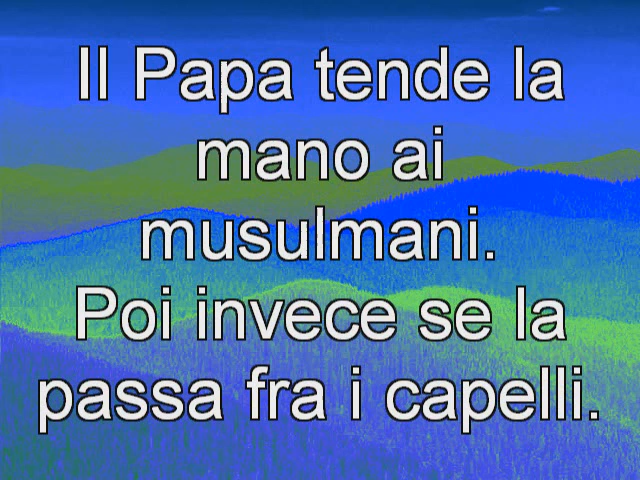 Il Papa tende la
mano ai
musulmani.
Poi invece se la
passa fra i capelli.